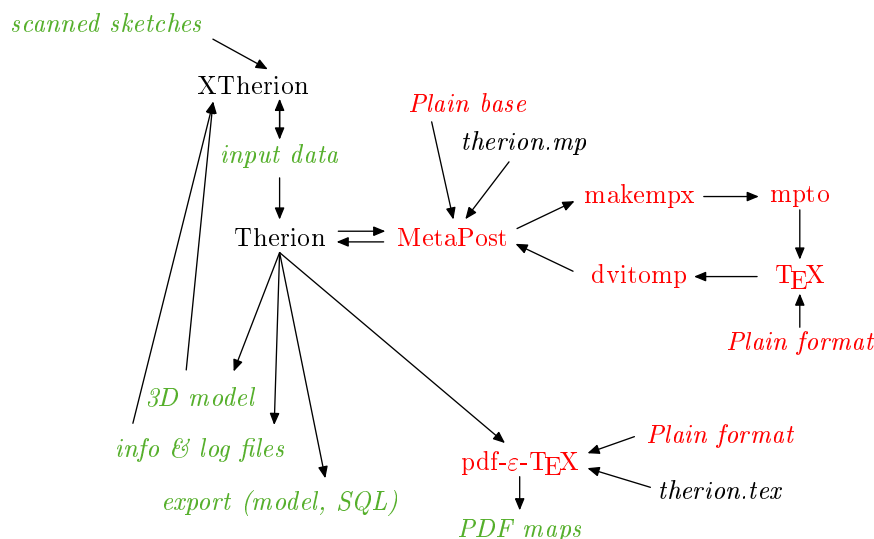 scanned sketches
XTherion
Plain base
therion.mp
input data
makempx
mpto
Therion
MetaPost
dvitomp
TEX
Plain format
3D model
info & log files
Plain format
pdf-ε-TEX
therion.tex
export (model, SQL)
PDF maps